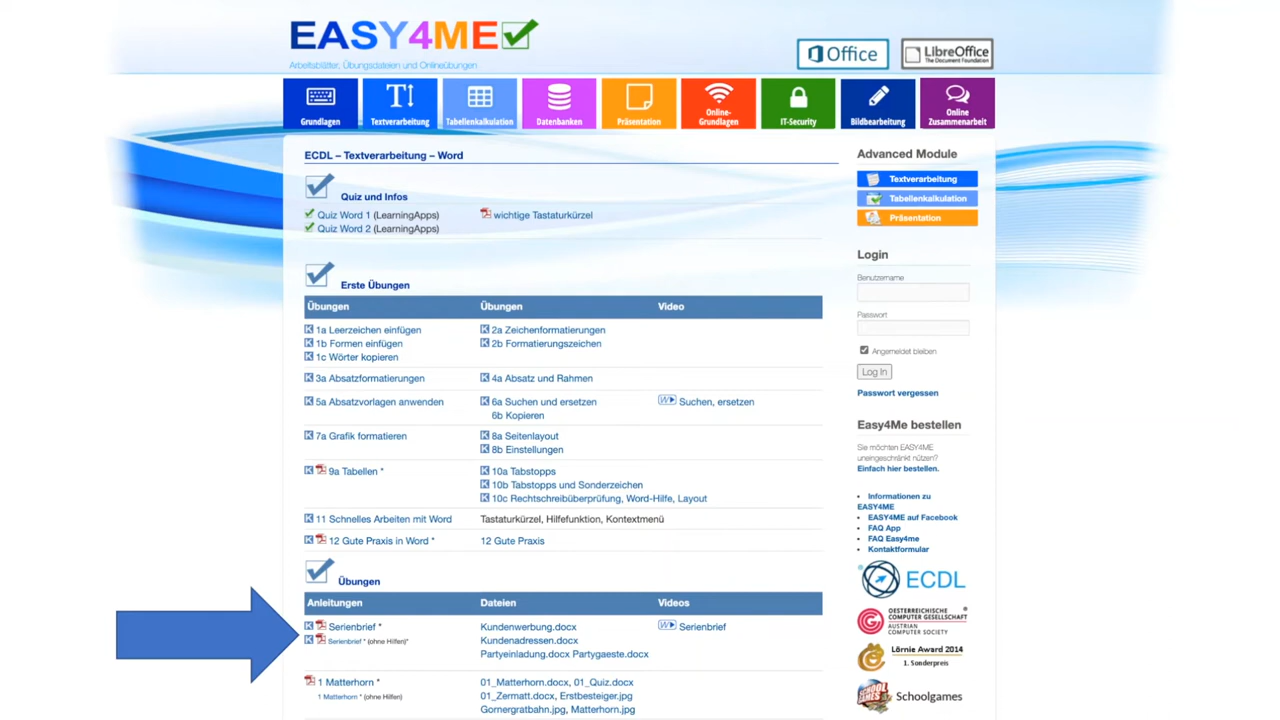 EASY4ME
Arbeitsblätter, Übungsdateien und Onlineübungen
Office
LibreOffice
The Document Foundation
Grundlagen
Textverarbeitung
Tabellenkalkulation
Datenbanken
Präsentation
Online-
Grundlagen
IT-Security
Bildbearbeitung
Online
Zusammenarbeit
ECDL – Textverarbeitung – Word
Quiz und Infos
Quiz Word 1 (LearningApps)
wichtige Tastaturkürzel
Quiz Word 2 (LearningApps)
Erste Übungen
Übungen Übungen Video
1a Leerzeichen einfügen 2a Zeichenformatierungen
1b Formen einfügen 2b Formatierungszeichen
1c Wörter kopieren
3a Absatzformatierungen 4a Absatz und Rahmen
5a Absatzvorlagen anwenden 6a Suchen und ersetzen Suchen, ersetzen
6b Kopieren
7a Grafik formatieren 8a Seitenlayout
8b Einstellungen
9a Tabellen * 10a Tabstopps
10b Tabstopps und Sonderzeichen
10c Rechtschreibüberprüfung, Word-Hilfe, Layout
11 Schnelles Arbeiten mit Word Tastaturkürzel, Hilfefunktion, Kontextmenü
12 Gute Praxis in Word * 12 Gute Praxis
Übungen
Anleitungen Dateien Videos
Serienbrief * Kundenwerbung.docx Serienbrief
Serienbrief * (ohne Hilfen)* Kundenadressen.docx
Partyeinladung.docx Partygaeste.docx
1 Matterhorn * 01_Matterhorn.docx, 01_Quiz.docx
1 Matterhorn * (ohne Hilfen) 01_Zermatt.docx, Erstbesteiger.jpg
Gornergratbahn.jpg, Matterhorn.jpg
Advanced Module
Textverarbeitung
Tabellenkalkulation
Präsentation
Login
Benutzername
Passwort
Angemeldet bleiben
Log In
Passwort vergessen
Easy4Me bestellen
Sie möchten EASY4ME
uneingeschränkt nützen?
Einfach hier bestellen.
Informationen zu
EASY4ME
EASY4ME auf Facebook
FAQ App
FAQ Easy4me
Kontaktformular
ECDL
OESTERREICHISCHE
COMPUTER GESELLSCHAFT
AUSTRIAN
COMPUTER SOCIETY
Lörnie Award 2014
1. Sonderpreis
SCHOOL
GAMES
Schoolgames